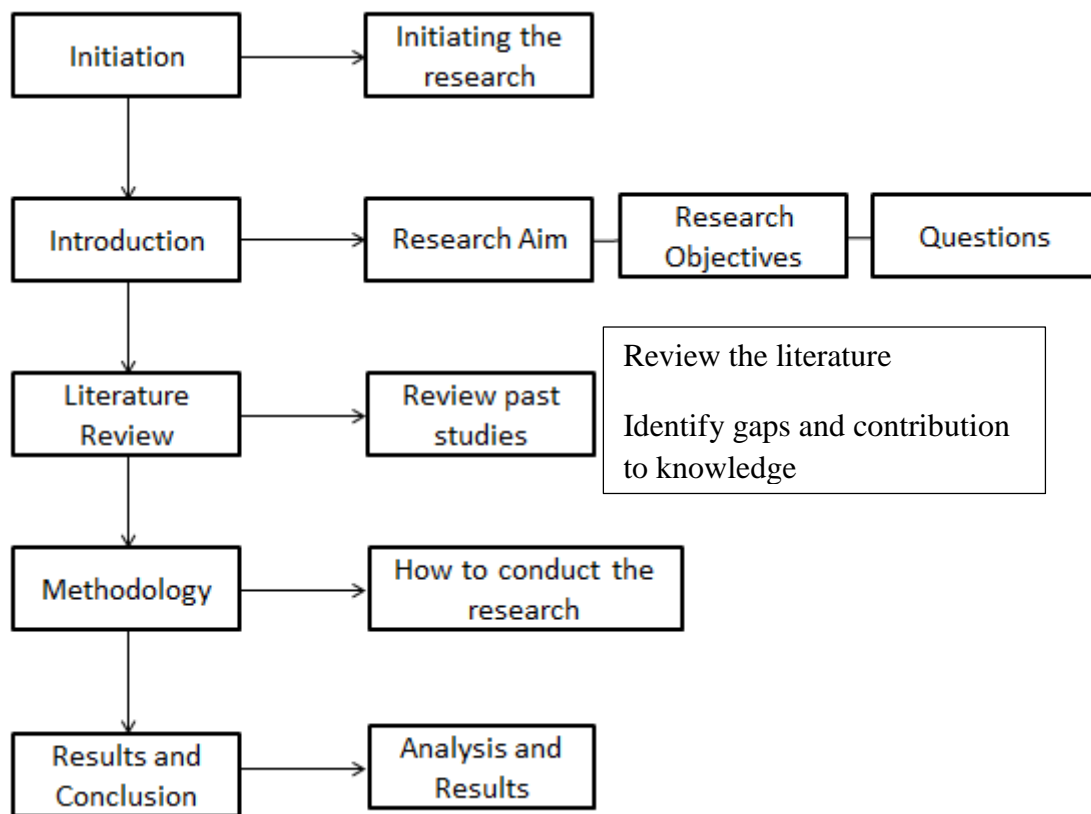 Initiation
Initiating the
research
Introduction
Research Aim
Research
Objectives
Questions
Literature
Review
Review past
studies
Review the literature
Identify gaps and contribution
to knowledge
Methodology
How to conduct the
research
Results and
Conclusion
Analysis and
Results